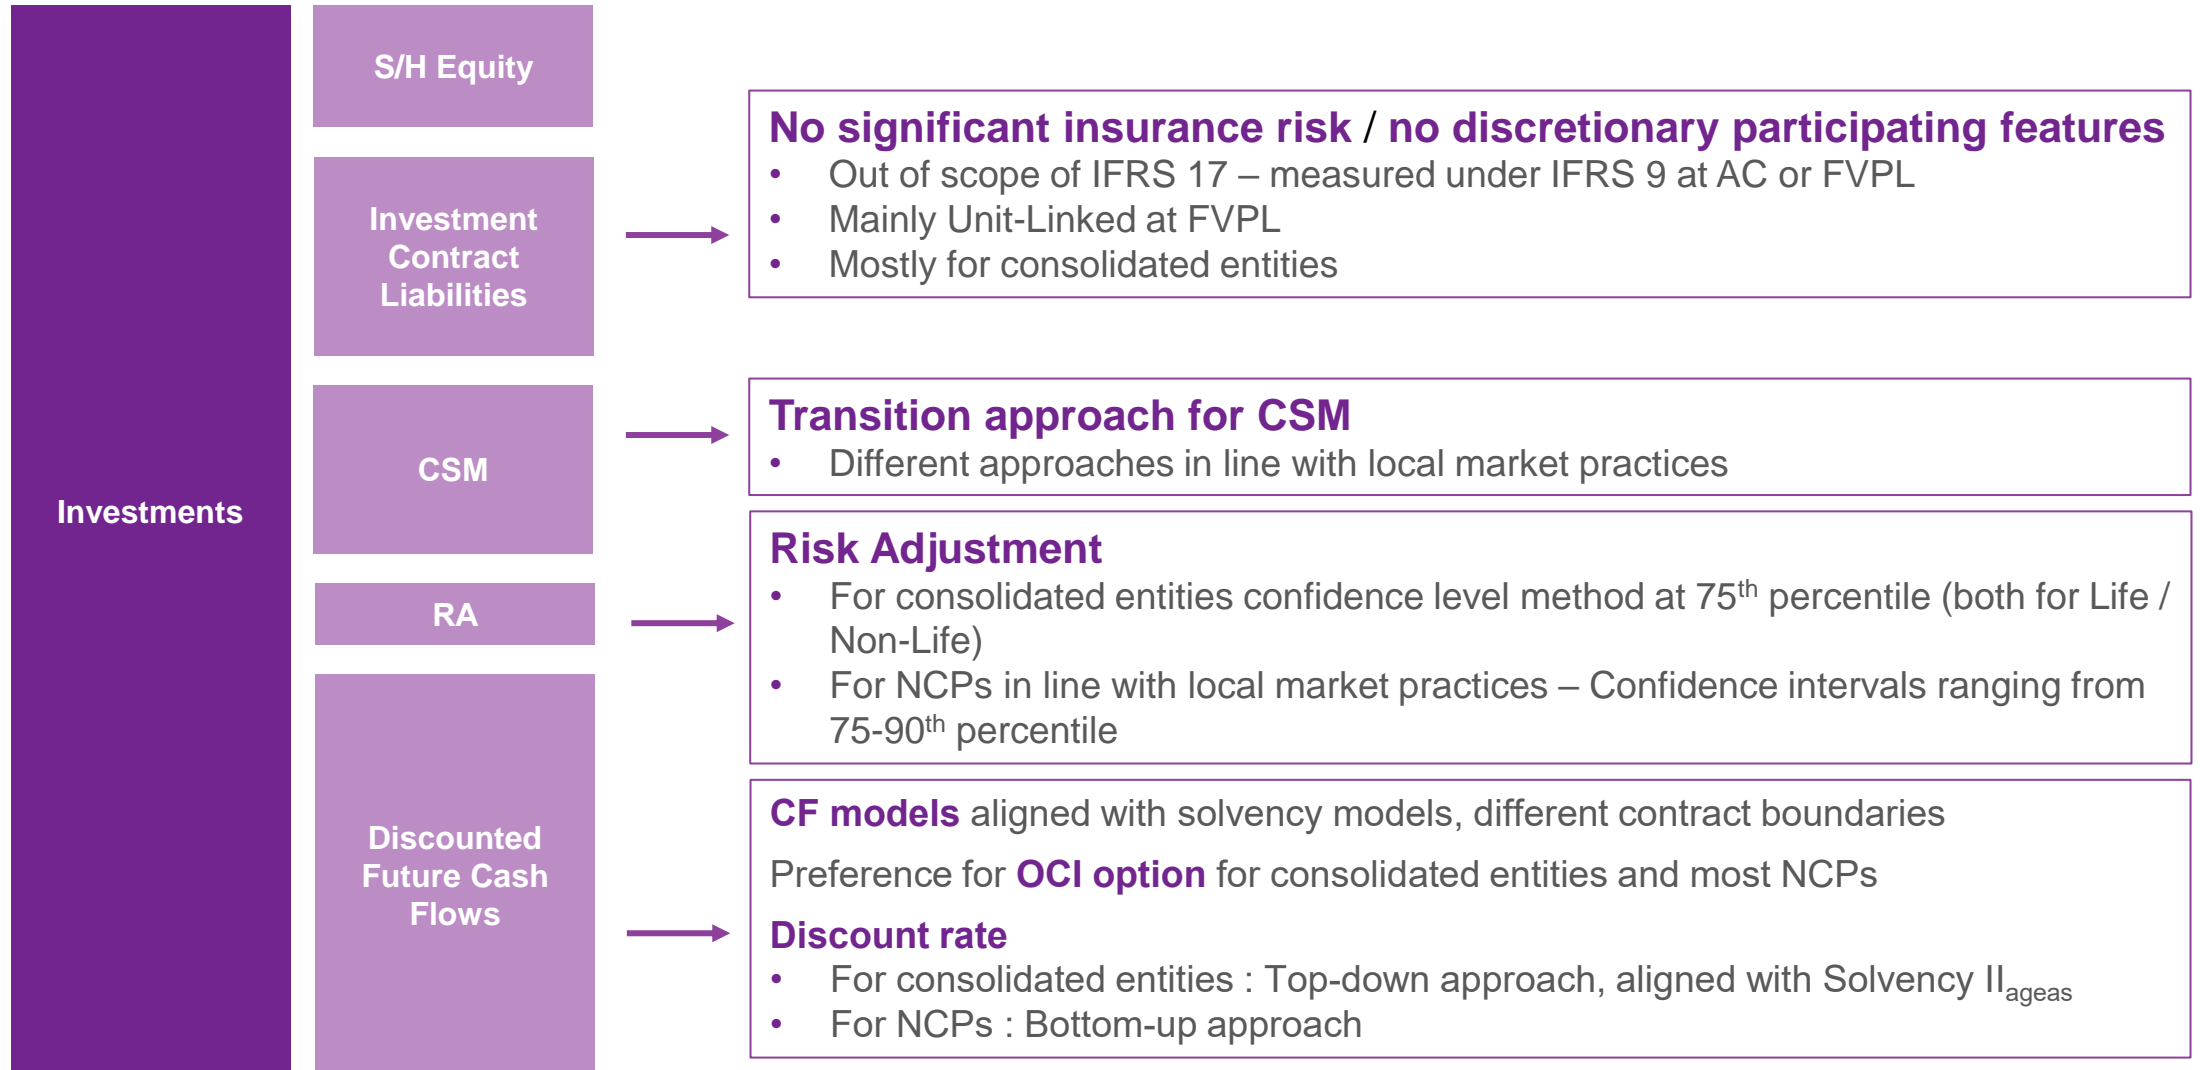 Investments
S/H Equity
Investment
Contract
Liabilities
CSM
RA
Discounted
Future Cash
Flows
No significant insurance risk / no discretionary participating features
• Out of scope of IFRS 17 – measured under IFRS 9 at AC or FVPL
• Mainly Unit-Linked at FVPL
• Mostly for consolidated entities
Transition approach for CSM
• Different approaches in line with local market practices
Risk Adjustment
• For consolidated entities confidence level method at 75th percentile (both for Life /
Non-Life)
• For NCPs in line with local market practices – Confidence intervals ranging from
75-90th percentile
CF models aligned with solvency models, different contract boundaries
Preference for OCI option for consolidated entities and most NCPs
Discount rate
• For consolidated entities : Top-down approach, aligned with Solvency IIageas
• For NCPs : Bottom-up approach